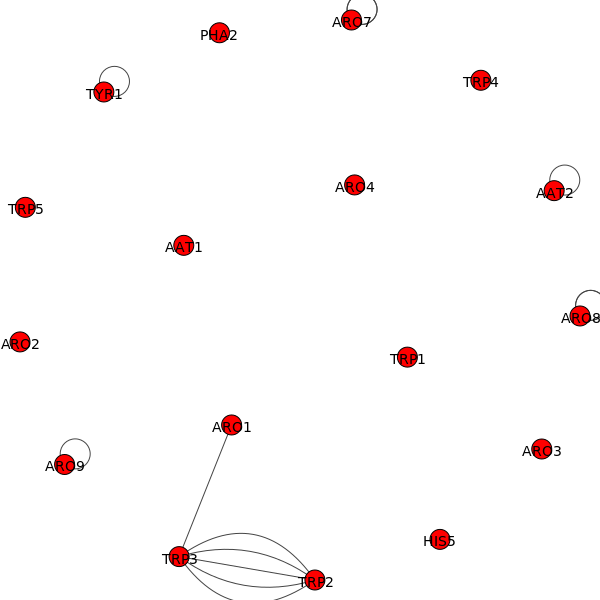 ARO7
PHA2
TRP4
TYR1
ARO4
AAT2
TRP5
AAT1
ARO8
ARO2
TRP1
ARO1
ARO3
ARO9
HIS5
TRP3
TRP2